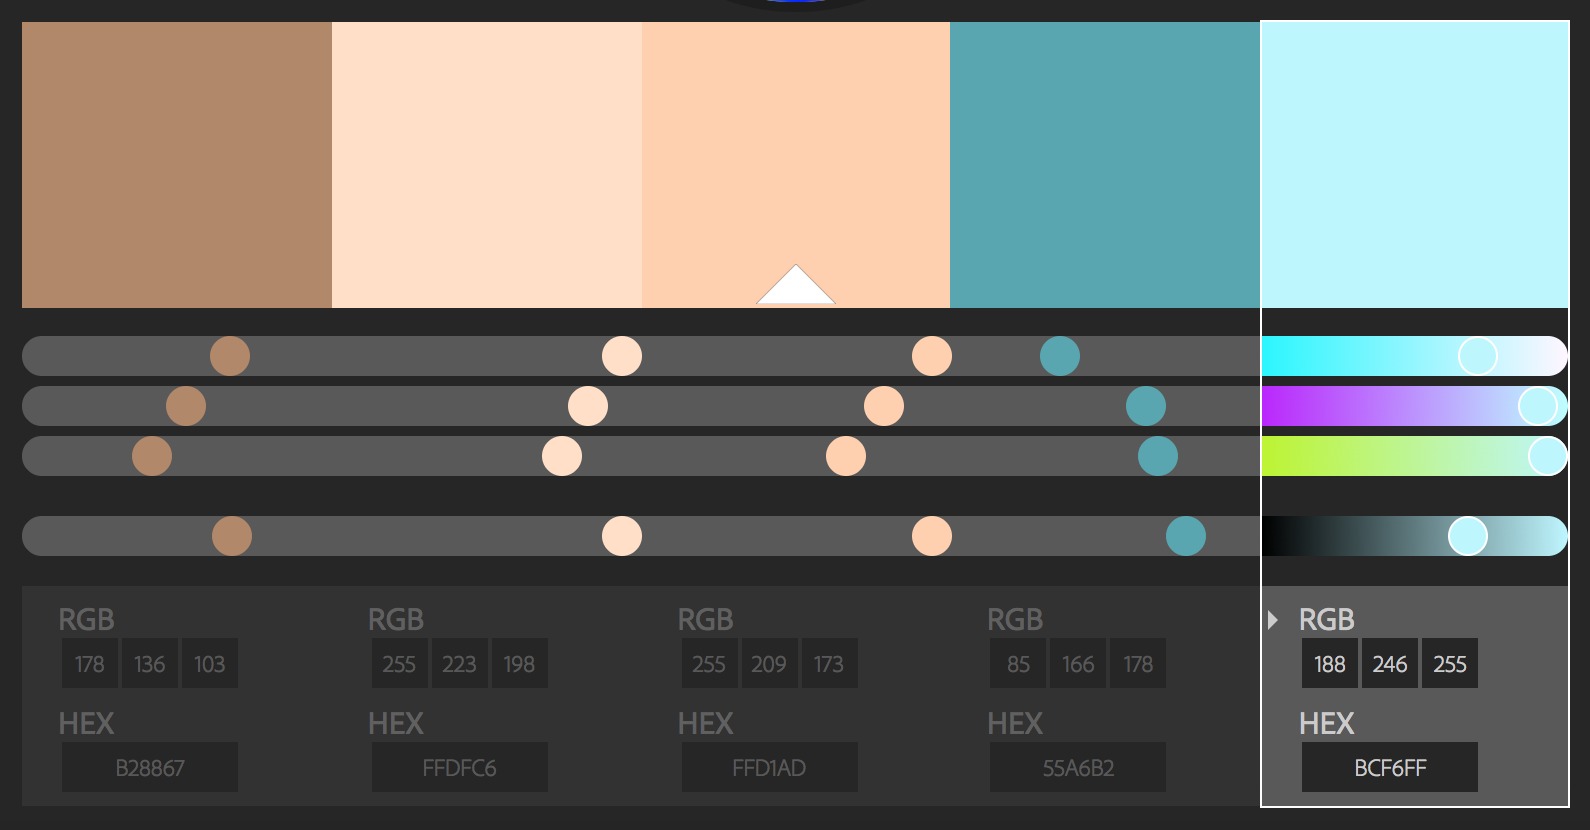 RGB RGB RGB RGB RGB
178 136 103 255 223 198 255 209 173 85 166 178 188 246 255
HEX HEX HEX HEX HEX
B28867 FFDFC6 FFD1AD 55A6B2 BCF6FF